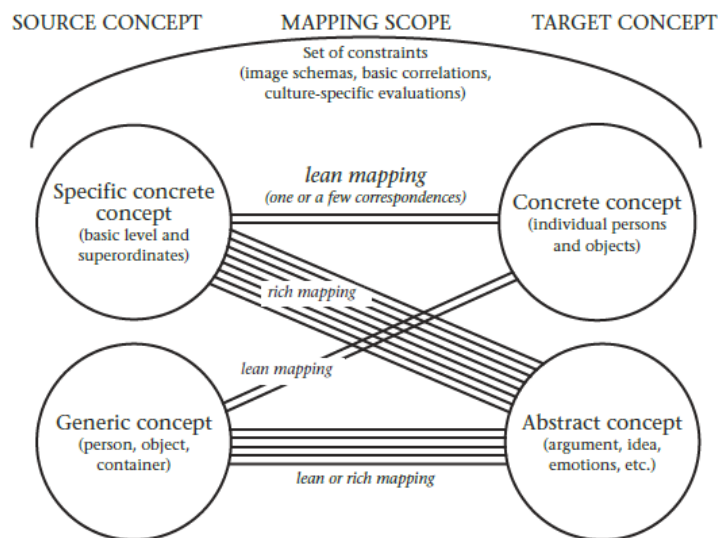 SOURCE CONCEPT MAPPING SCOPE TARGET CONCEPT
Set of constraints
(image schemas, basic correlations,
culture-specific evaluations)
Specific concrete
concept
(basic level and
superordinates)
lean mapping
(one or a few correspondences)
Concrete concept
(individual persons
and objects)
rich mapping
lean mapping
Generic concept
(person, object,
container)
lean or rich mapping
Abstract concept
(argument, idea,
emotions, etc.)